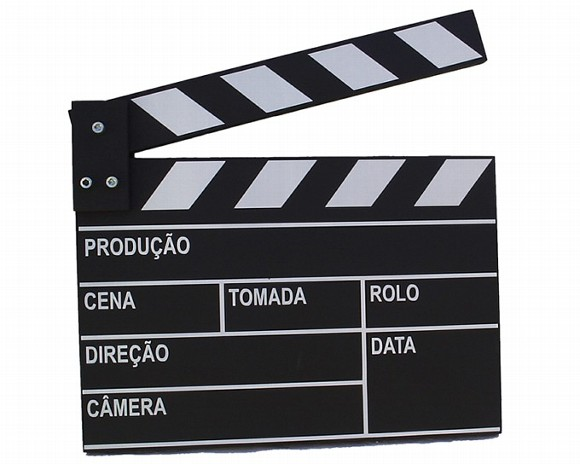 PRODUÇÃO
CENA
TOMADA
ROLO
DIREÇÃO
DATA
CÂMERA